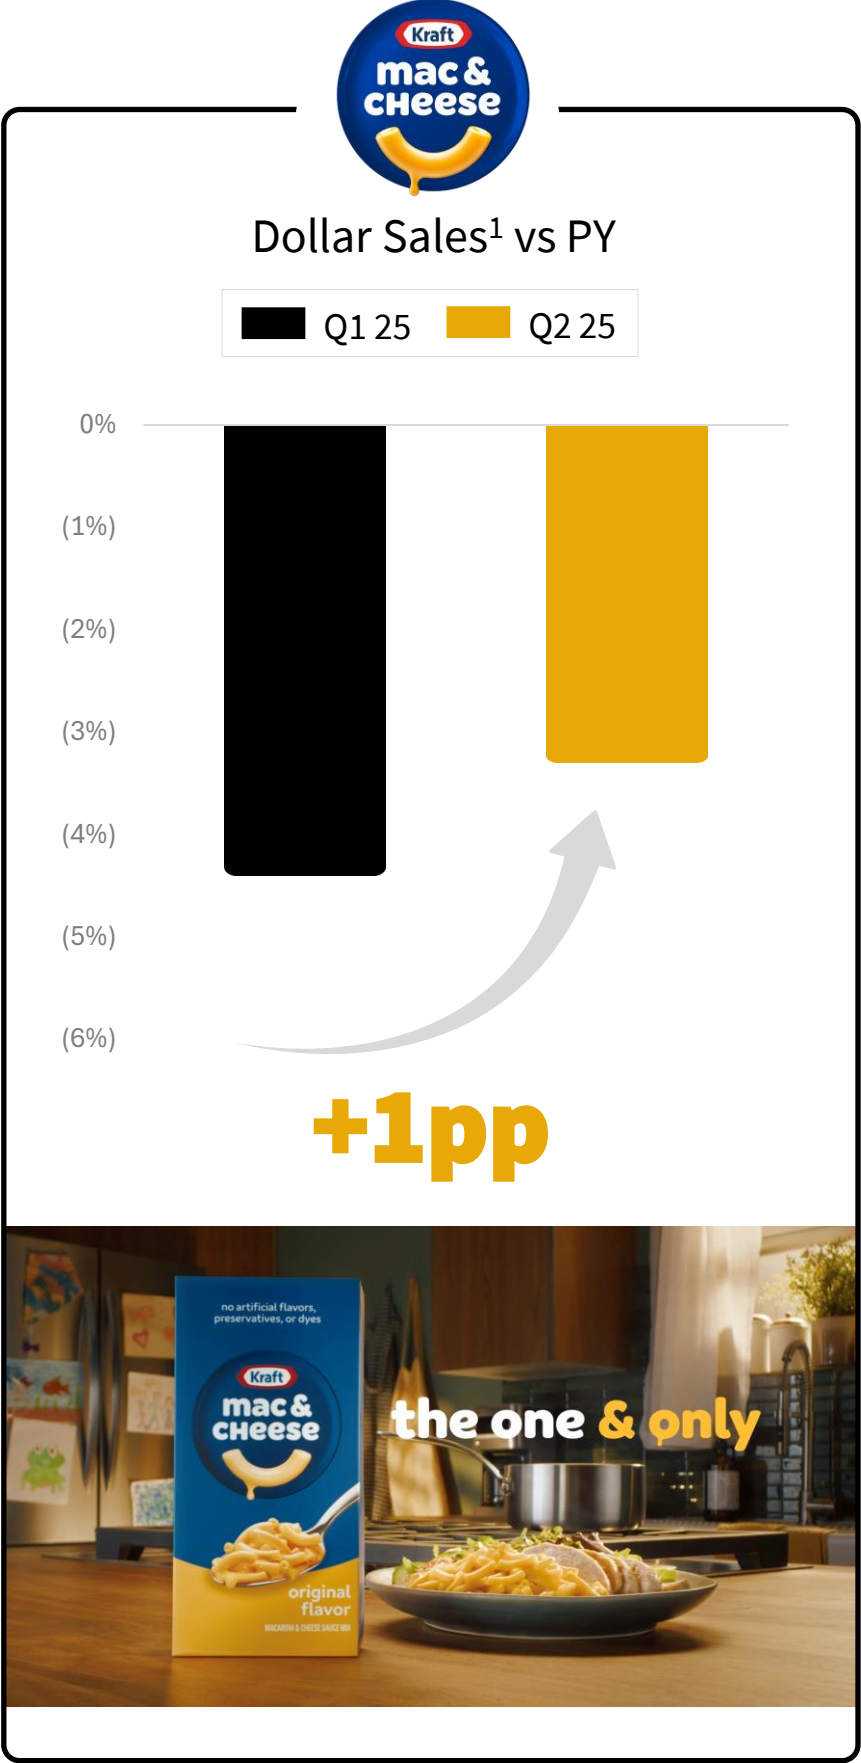 Kraft
mac &
CHeese
Dollar Sales¹ vs PY
Q1 25 Q2 25
0%
(1%)
(2%)
(3%)
(4%)
(5%)
(6%)
+1pp
no artificial flavors,
preservatives, or dyes
Kraft
mac &
CHeese
the one & only
original
flavor
MACARONI & CHEESE SAUCE MIX